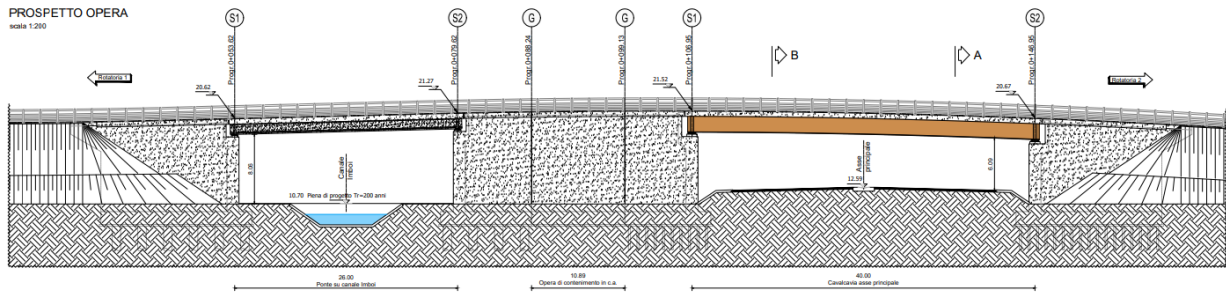 PROSPETTO OPERA
scala 1:200
S1
S2
G
G
S1
S2
Progr.0+053.62
Progr.0+079.62
Progr.0+088.24
Progr.0+099.13
Progr.0+106.95
Progr.0+146.95
B
A
Rotatoria 1
Rotatoria 2
20.62
21.27
21.52
20.67
8.06
Canale
Imboi
Asse
principale
6.09
10.70 Piena di progetto Tr=200 anni
12.59
26.00
Ponte su canale Imboi
10.89
Opera di contenimento in c.a.
40.00
Cavalcavia asse principale